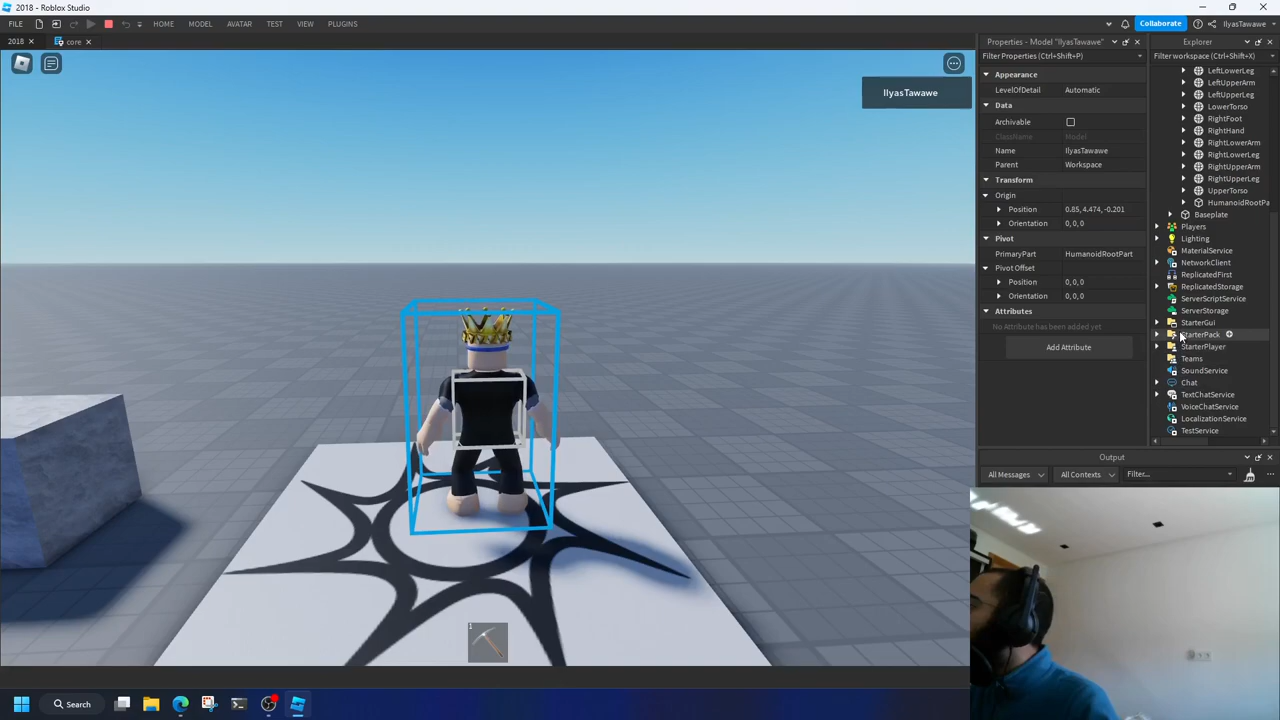 2018 - Roblox Studio
FILE HOME MODEL AVATAR TEST VIEW PLUGINS Collaborate IlyasTawawe
2018 core
IlyasTawawe
1
Properties - Model "IlyasTawawe"
Filter Properties (Ctrl+Shift+P)
Appearance
LevelOfDetail Automatic
Data
Archivable
ClassName Model
Name IlyasTawawe
Parent Workspace
Transform
Origin
Position 0.85, 4.474, -0.201
Orientation 0, 0, 0
Pivot
PrimaryPart HumanoidRootPart
Pivot Offset
Position 0, 0, 0
Orientation 0, 0, 0
Attributes
No Attribute has been added yet
Add Attribute
Explorer
Filter workspace (Ctrl+Shift+X)
LeftLowerLeg
LeftUpperArm
LeftUpperLeg
LowerTorso
RightFoot
RightHand
RightLowerArm
RightLowerLeg
RightUpperArm
RightUpperLeg
UpperTorso
HumanoidRootPa
Baseplate
Players
Lighting
MaterialService
NetworkClient
ReplicatedFirst
ReplicatedStorage
ServerScriptService
ServerStorage
StarterGui
StarterPack
StarterPlayer
Teams
SoundService
Chat
TextChatService
VoiceChatService
LocalizationService
TestService
Output
All Messages All Contexts Filter...
Search